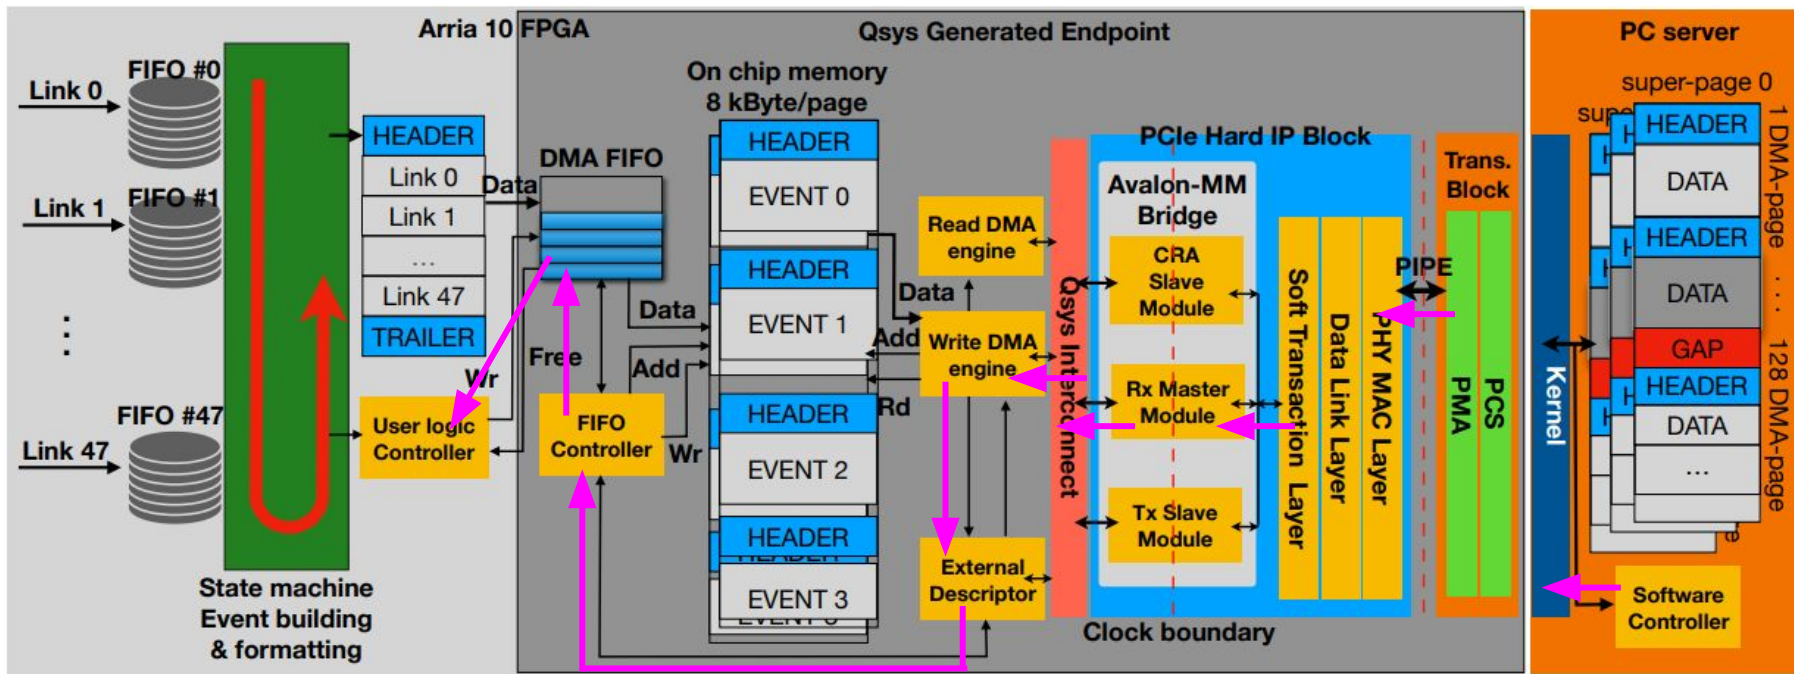 Arria 10 FPGA
Qsys Generated Endpoint
PC server
Link 0
FIFO #0
Link 1
FIFO #1
FIFO #47
Link 47
State machine
Event building
& formatting
HEADER
Link 0
Link 1
...
Link 47
TRAILER
User logic
Controller
Data
Wr
DMA FIFO
Free
Data
Add
Wr
FIFO
Controller
On chip memory
8 kByte/page
HEADER
EVENT 0
HEADER
EVENT 1
HEADER
EVENT 2
HEADER
HEADER
EVENT 3
Data
Add
Rd
Read DMA
engine
Write DMA
engine
External
Descriptor
Qsys Interconnect
PCIe Hard IP Block
Avalon-MM
Bridge
CRA
Slave
Module
Rx Master
Module
Tx Slave
Module
Soft Transaction Layer
Data Link Layer
PHY MAC Layer
Clock boundary
PIPE
Trans.
Block
PMA
PCS
Kernel
super-page 0
HEADER
DATA
HEADER
DATA
GAP
HEADER
DATA
...
1 DMA-page
. . . .
128 DMA-page
Software
Controller